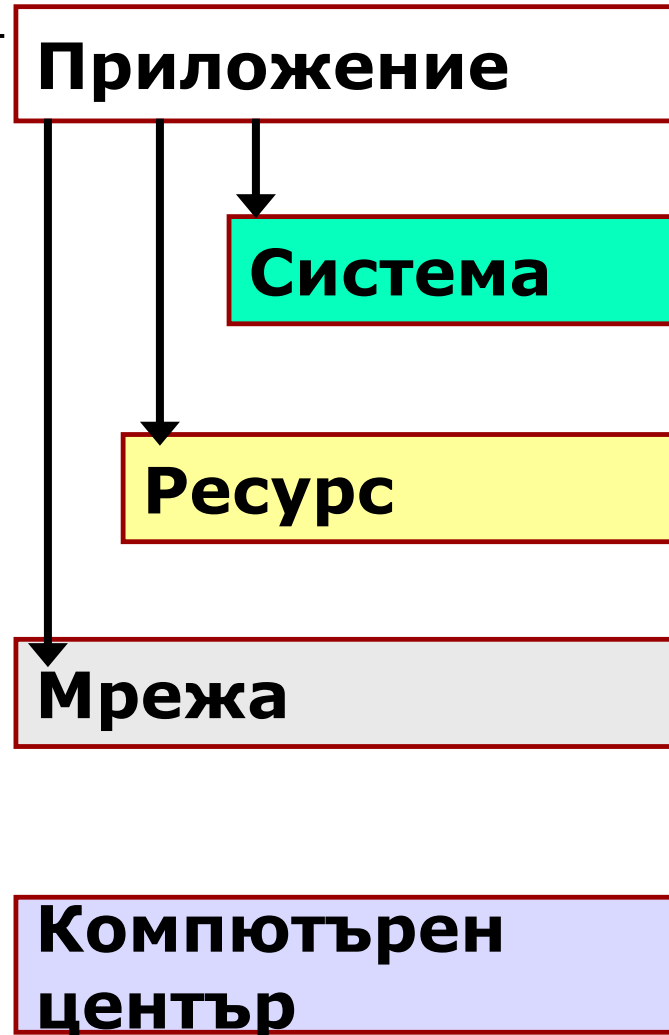 Приложение
Система
Ресурс
Мрежа
Компютърен
център